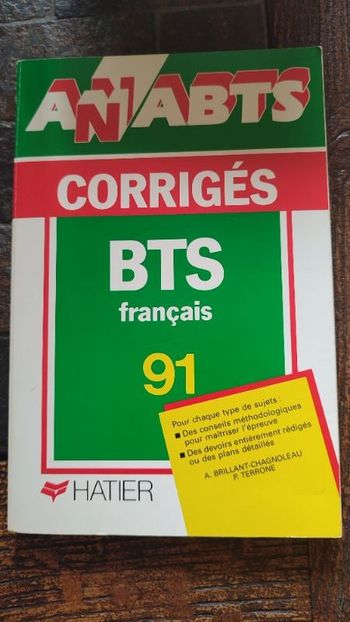 ANNABTS
CORRIGÉS
BTS
français
91
Pour chaque type de sujets :
■ Des conseils méthodologiques
pour maîtriser l'épreuve
■ Des devoirs entièrement rédigés
ou des plans détaillés
A. BRILLANT-CHAGNOLEAU
P. TERRONE
HATIER